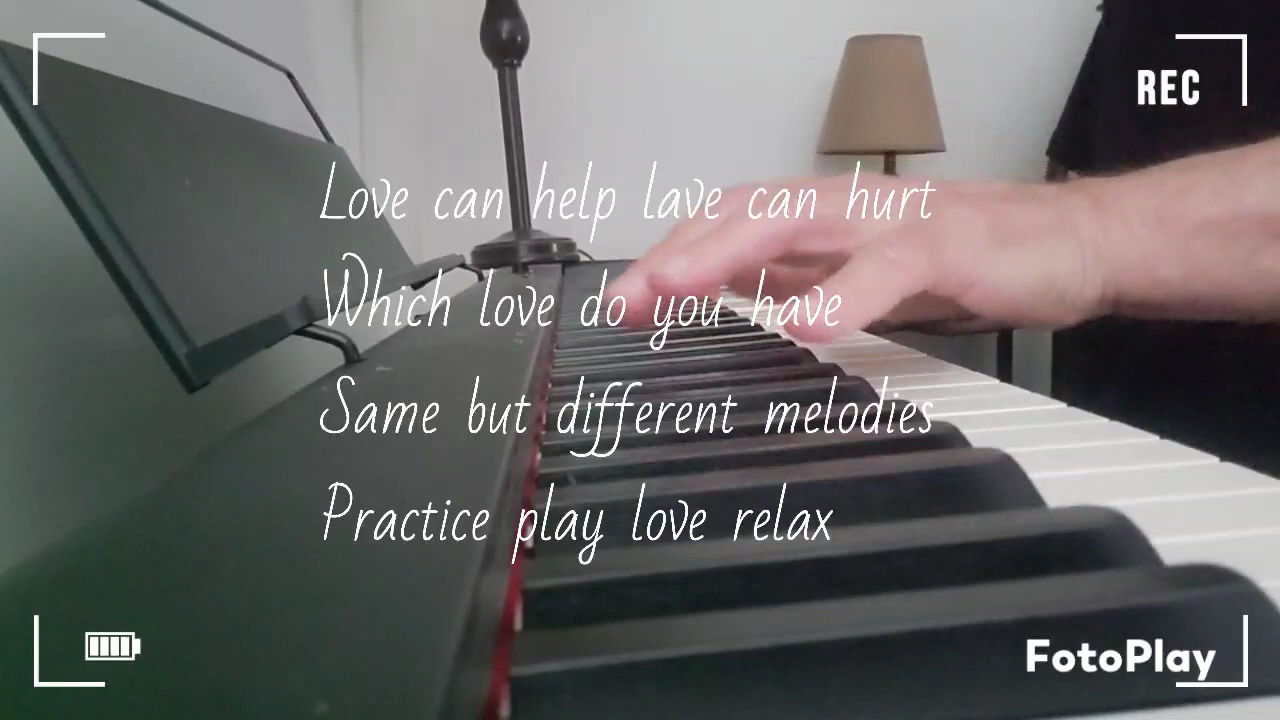 REC
Love can help lave can hurt
Which love do you have
Same but different melodies
Practice play love relax
FotoPlay